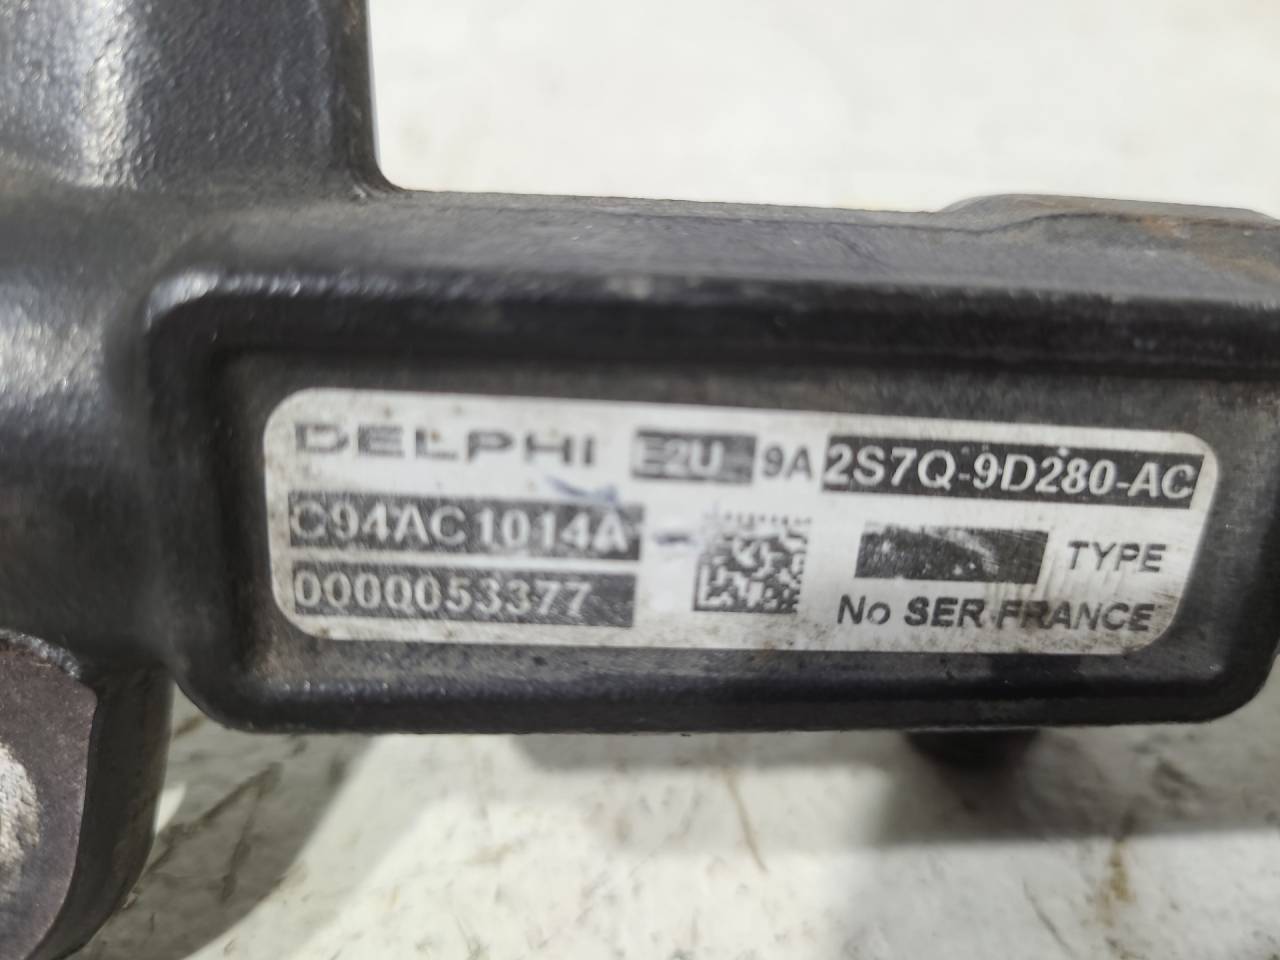 DELPHI E2U 9A 2S7Q-9D280-AC
C94AC1014A
TYPE
0000053377
No SER FRANCE